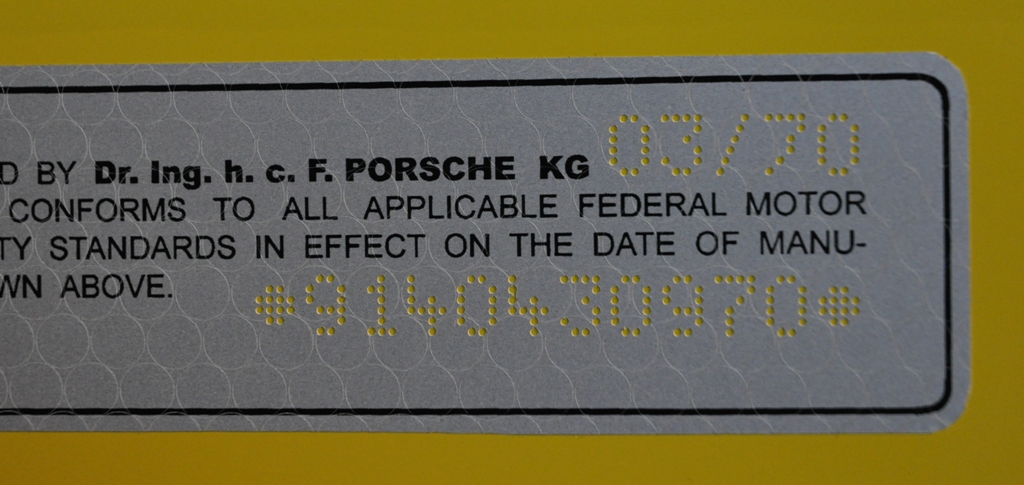 D BY Dr. Ing. h. c. F. PORSCHE KG 03/70
CONFORMS TO ALL APPLICABLE FEDERAL MOTOR
TY STANDARDS IN EFFECT ON THE DATE OF MANU-
WN ABOVE.
*9140430970*